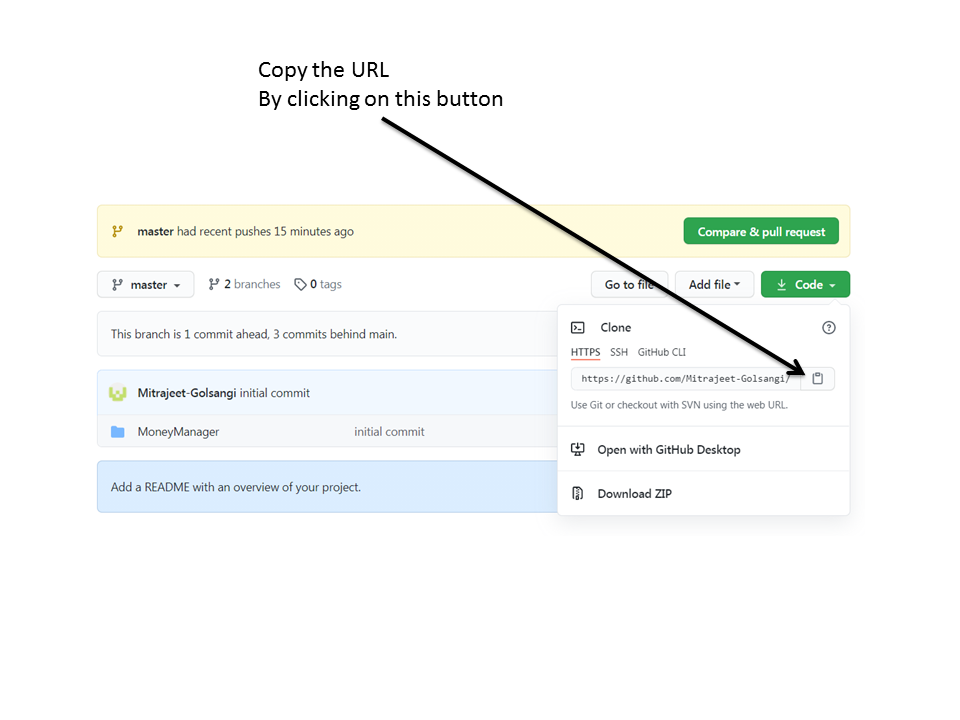 Copy the URL
By clicking on this button
master had recent pushes 15 minutes ago
Compare & pull request
master
2 branches
0 tags
Go to file
Add file
Code
This branch is 1 commit ahead, 3 commits behind main.
Clone
HTTPS SSH GitHub CLI
https://github.com/Mitrajeet-Golsangi/
Use Git or checkout with SVN using the web URL.
Mitrajeet-Golsangi initial commit
MoneyManager
initial commit
Open with GitHub Desktop
Add a README with an overview of your project.
Download ZIP